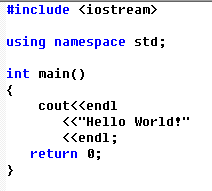 #include <iostream>
using namespace std;
int main()
{
cout<<endl
<<"Hello World!"
<<endl;
return 0;
}